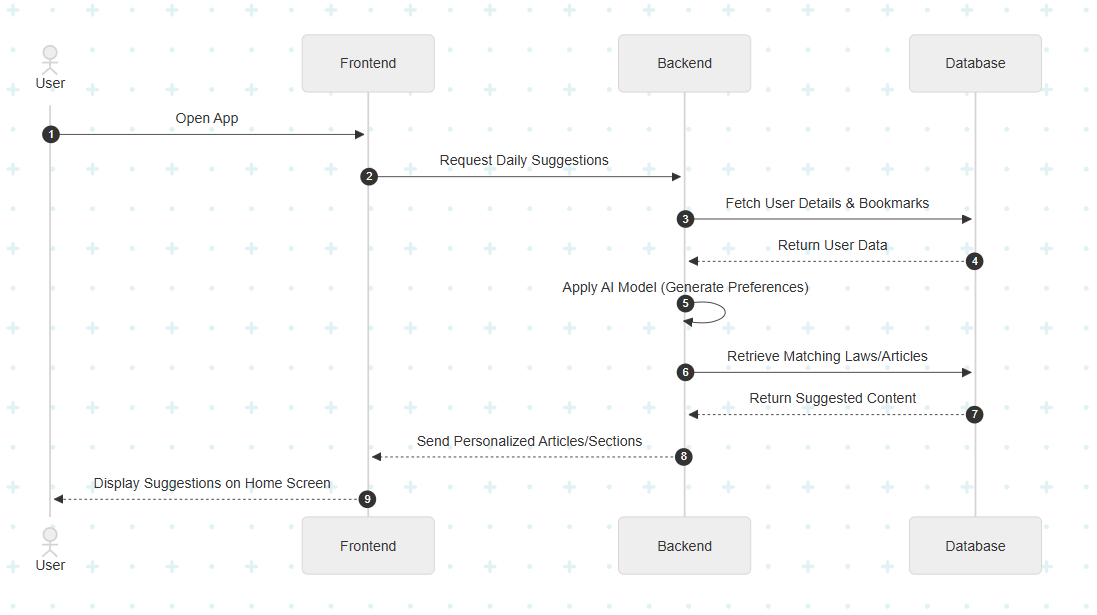 User
Frontend
Backend
Database
Open App
1
Request Daily Suggestions
2
Fetch User Details & Bookmarks
3
Return User Data
4
Apply AI Model (Generate Preferences)
5
Retrieve Matching Laws/Articles
6
Return Suggested Content
7
Send Personalized Articles/Sections
8
Display Suggestions on Home Screen
9
User
Frontend
Backend
Database